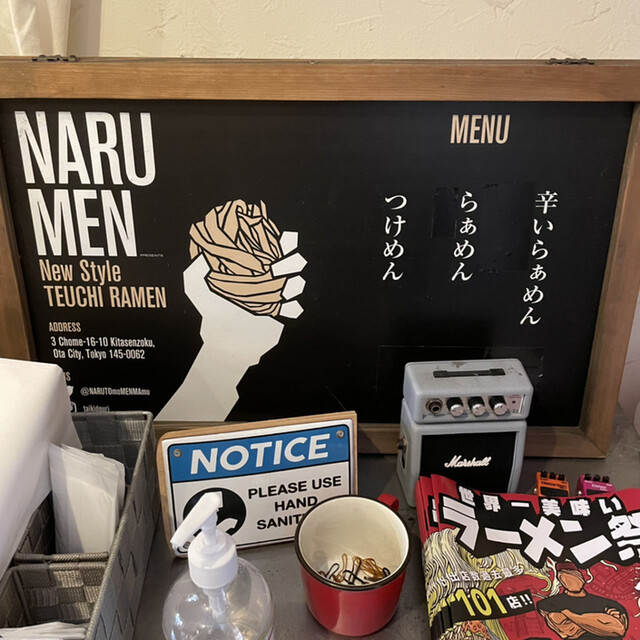 NARU
MEN
PRESENTS
New Style
TEUCHI RAMEN
ADDRESS
3 Chome-16-10 Kitasenzoku,
Ota City, Tokyo 145-0062
@NARUTOmoMENMAmo
MENU
辛いらぁめん
らぁめん
つけめん
Marshall
NOTICE
PLEASE USE
HAND
世界一美味い
ラーメン祭
101店!!